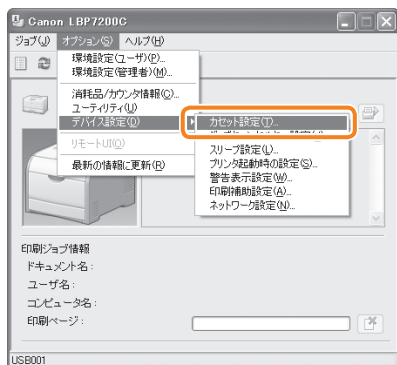 Canon LBP7200C
ジョブ(J) オプション(S) ヘルプ(H)
環境設定(ユーザ)(P)...
環境設定(管理者)(M)...
消耗品/カウンタ情報(C)...
ユーティリティ(U)
デバイス設定(D)
カセット設定(T)...
リモートUI(O)
スリープ設定(L)...
最新の情報に更新(R)
プリンタ起動時の設定(S)...
警告表示設定(W)...
印刷補助設定(A)...
ネットワーク設定(N)...
印刷ジョブ情報
ドキュメント名:
ユーザ名:
コンピュータ名:
印刷ページ:
USB001